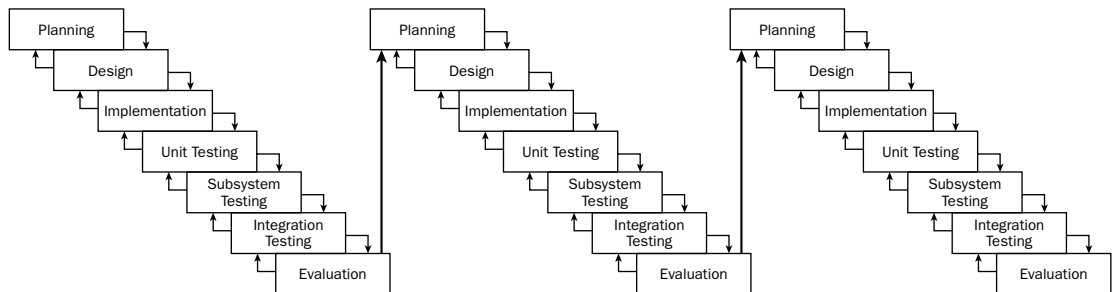 Planning
Design
Implementation
Unit Testing
Subsystem
Testing
Integration
Testing
Evaluation
Planning
Design
Implementation
Unit Testing
Subsystem
Testing
Integration
Testing
Evaluation
Planning
Design
Implementation
Unit Testing
Subsystem
Testing
Integration
Testing
Evaluation